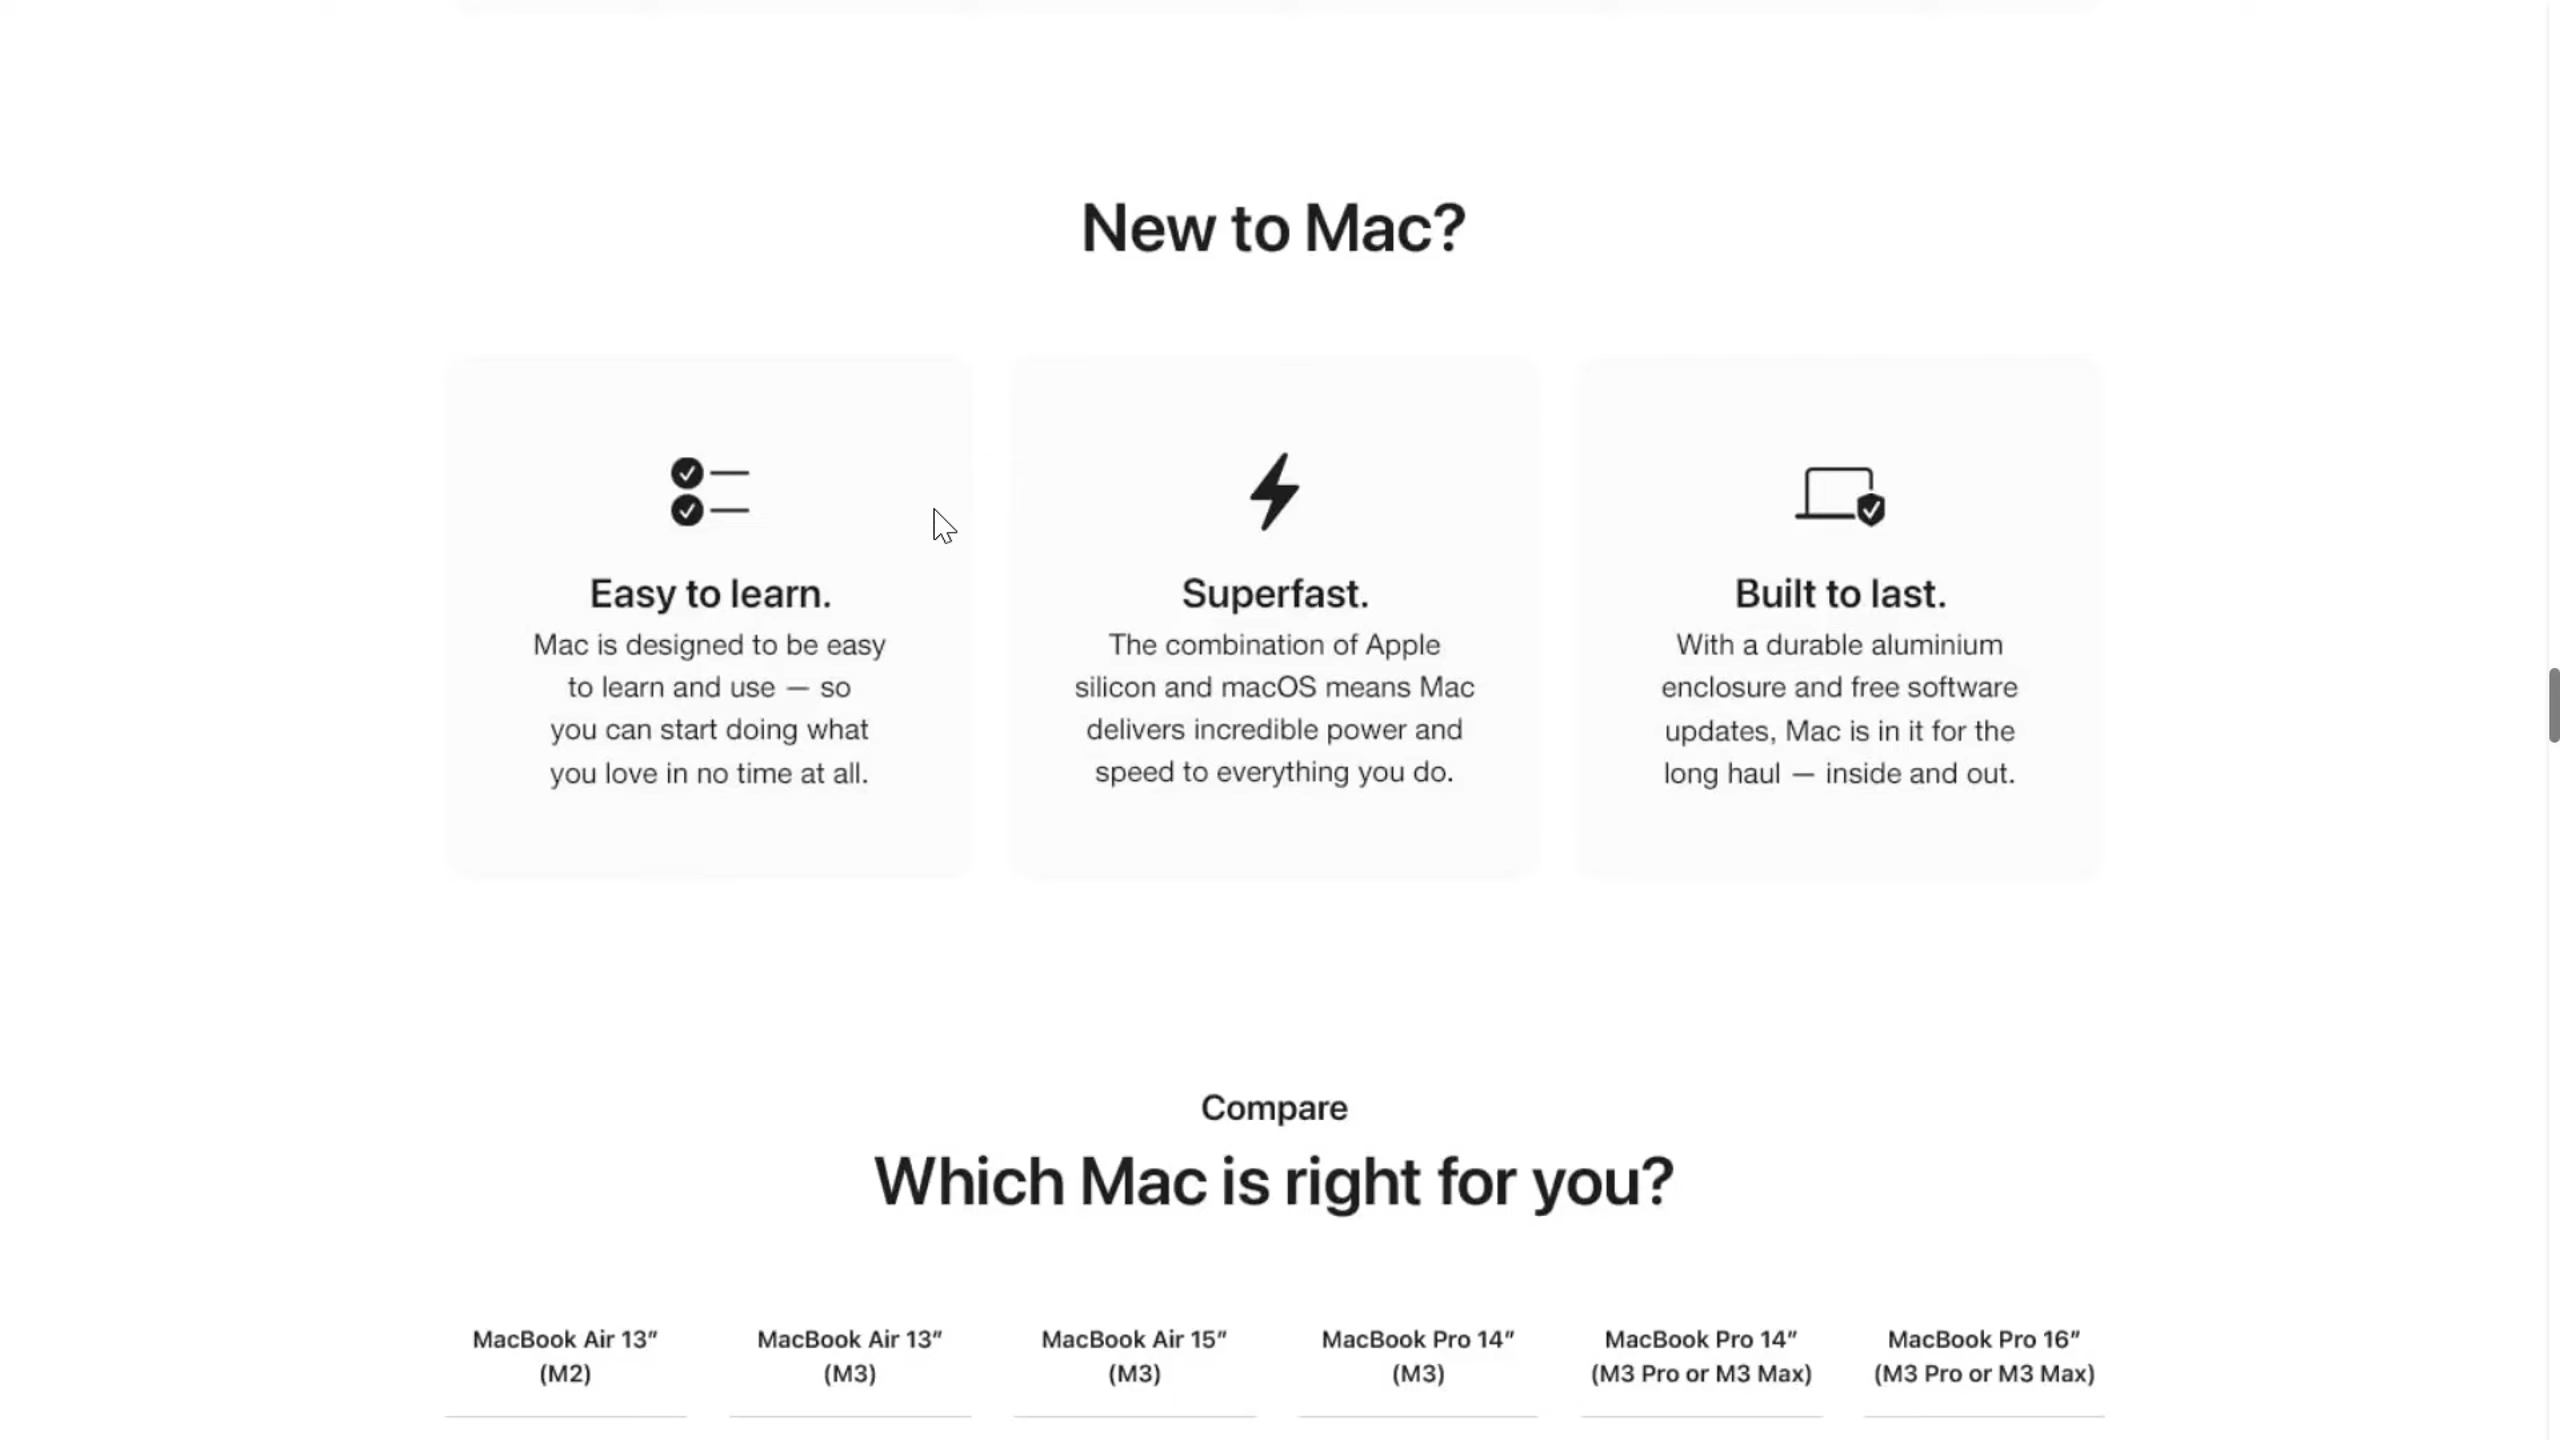 New to Mac?
Easy to learn.
Mac is designed to be easy
to learn and use — so
you can start doing what
you love in no time at all.
Superfast.
The combination of Apple
silicon and macOS means Mac
delivers incredible power and
speed to everything you do.
Built to last.
With a durable aluminium
enclosure and free software
updates, Mac is in it for the
long haul — inside and out.
Compare
Which Mac is right for you?
MacBook Air 13”
(M2)
MacBook Air 13”
(M3)
MacBook Air 15”
(M3)
MacBook Pro 14”
(M3)
MacBook Pro 14”
(M3 Pro or M3 Max)
MacBook Pro 16”
(M3 Pro or M3 Max)